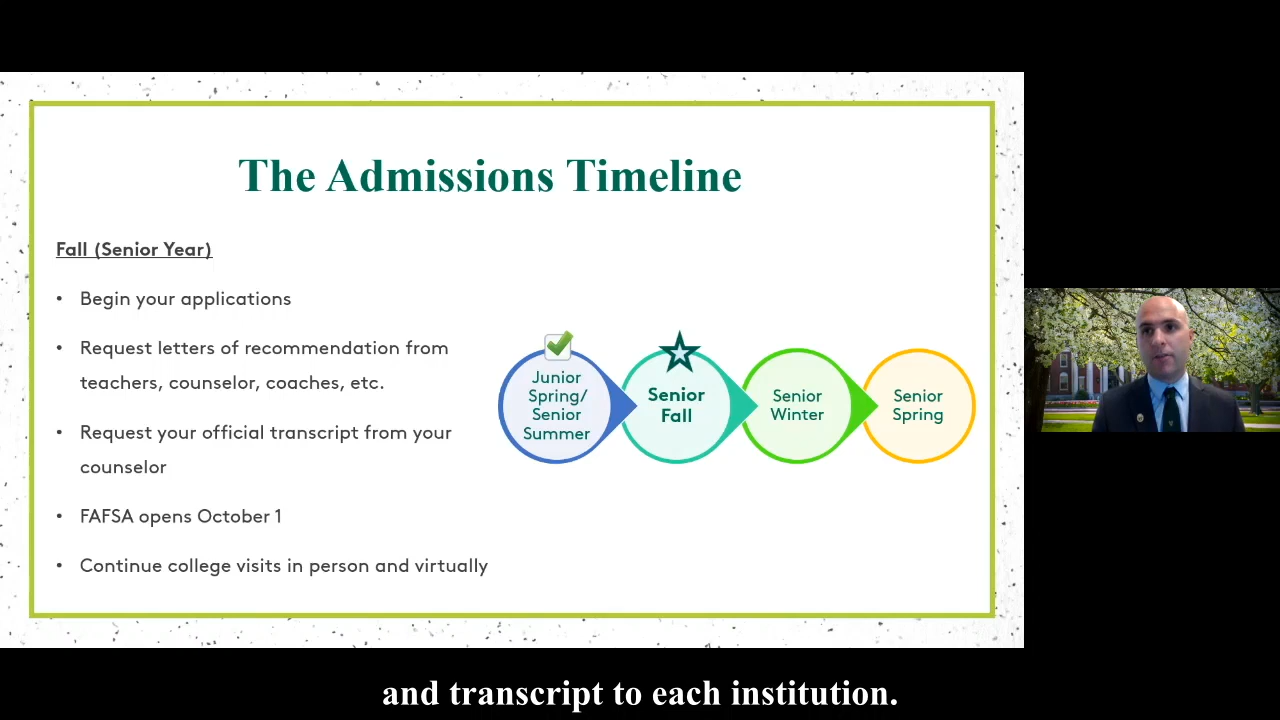 The Admissions Timeline
Fall (Senior Year)
• Begin your applications
• Request letters of recommendation from
teachers, counselor, coaches, etc.
• Request your official transcript from your
counselor
• FAFSA opens October 1
• Continue college visits in person and virtually
Junior
Spring/
Senior
Summer
Senior
Fall
Senior
Winter
Senior
Spring
and transcript to each institution.